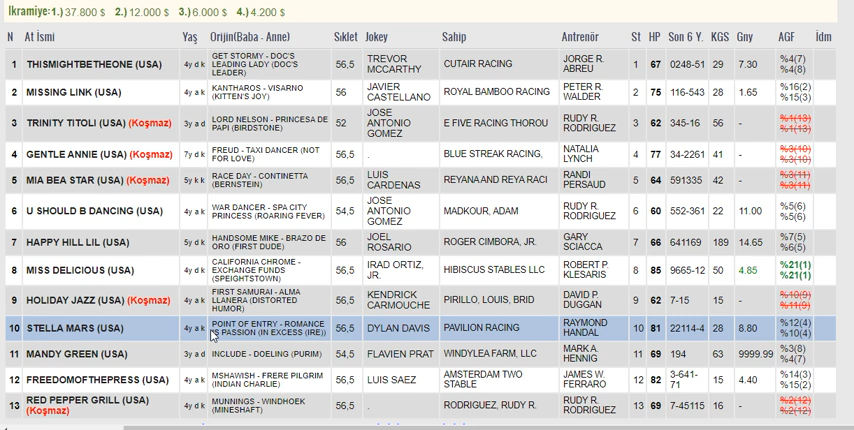 Ikramiye:1.) 37.800 $ 2.) 12.000 $ 3.) 6.000 $ 4.) 4.200 $
N At İsmi Yaş Orijin(Baba - Anne) Sıklet Jokey Sahip Antrenör St HP Son 6 Y. KGS Gny AGF İdm
1 THISMIGHTBETHEONE (USA) 4y d k GET STORMY - DOC'S LEADING LADY (DOC'S LEADER) 56,5 TREVOR MCCARTHY CUTAIR RACING JORGE R. ABREU 1 67 0248-51 29 7.30 %4(7) %4(8)
2 MISSING LINK (USA) 4y a k KANTHAROS - VISARNO (KITTEN'S JOY) 56 JAVIER CASTELLANO ROYAL BAMBOO RACING PETER R. WALDER 2 75 116-543 28 1.65 %16(2) %15(3)
3 TRINITY TITOLI (USA) (Koşmaz) 3y a d LORD NELSON - PRINCESA DE PAPI (BIRDSTONE) 52 JOSE ANTONIO GOMEZ E FIVE RACING THOROU RUDY R. RODRIGUEZ 3 62 345-16 56 - %1(13) %1(13)
4 GENTLE ANNIE (USA) (Koşmaz) 7y d k FREUD - TAXI DANCER (NOT FOR LOVE) 56,5 . BLUE STREAK RACING, NATALIA LYNCH 4 77 34-2261 41 - %3(10) %3(10)
5 MIA BEA STAR (USA) (Koşmaz) 5y k k RACE DAY - CONTINETTA (BERNSTEIN) 56,5 LUIS CARDENAS REYANA AND REYA RACI RANDI PERSAUD 5 64 591335 42 - %3(11) %3(11)
6 U SHOULD B DANCING (USA) 4y a k WAR DANCER - SPA CITY PRINCESS (ROARING FEVER) 54,5 JOSE ANTONIO GOMEZ MADKOUR, ADAM RUDY R. RODRIGUEZ 6 60 552-361 22 11.00 %5(6) %5(6)
7 HAPPY HILL LIL (USA) 5y d k HANDSOME MIKE - BRAZO DE ORO (FIRST DUDE) 56 JOEL ROSARIO ROGER CIMBORA, JR. GARY SCIACCA 7 66 641169 189 14.65 %7(5) %6(5)
8 MISS DELICIOUS (USA) 4y d k CALIFORNIA CHROME - EXCHANGE FUNDS (SPEIGHTSTOWN) 56,5 IRAD ORTIZ, JR. HIBISCUS STABLES LLC ROBERT P. KLESARIS 8 85 9665-12 50 4.85 %21(1) %21(1)
9 HOLIDAY JAZZ (USA) (Koşmaz) 4y a k FIRST SAMURAI - ALMA LLANERA (DISTORTED HUMOR) 56,5 KENDRICK CARMOUCHE PIRILLO, LOUIS, BRID DAVID P. DUGGAN 9 62 7-15 15 - %10(9) %11(9)
10 STELLA MARS (USA) 4y a k POINT OF ENTRY - ROMANCE IS PASSION (IN EXCESS (IRE)) 56,5 DYLAN DAVIS PAVILION RACING RAYMOND HANDAL 10 81 22114-4 28 8.80 %12(4) %10(4)
11 MANDY GREEN (USA) 3y a d INCLUDE - DOELING (PURIM) 54,5 FLAVIEN PRAT WINDYLEA FARM, LLC MARK A. HENNIG 11 69 194 63 9999.99 %3(8) %4(7)
12 FREEDOMOFTHEPRESS (USA) 4y a k MSHAWISH - FRERE PILGRIM (INDIAN CHARLIE) 56,5 LUIS SAEZ AMSTERDAM TWO STABLE JAMES W. FERRARO 12 82 3-641-71 15 4.40 %14(3) %15(2)
13 RED PEPPER GRILL (USA) (Koşmaz) 4y d k MUNNINGS - WINDHOEK (MINESHAFT) 56,5 . RODRIGUEZ, RUDY R. RUDY R. RODRIGUEZ 13 69 7-45115 16 - %2(12) %2(12)